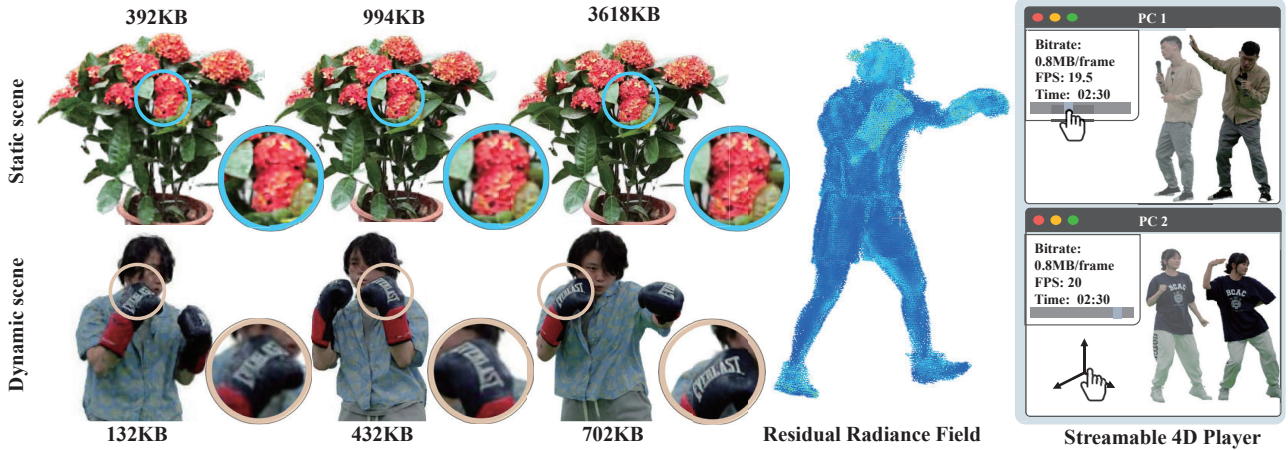 392KB
994KB
3618KB
Static scene
Dynamic scene
EVERLAST
EVERLAST
EVERLAST
EVERLAST
EVERLAST
EVERLAST
132KB
432KB
702KB
Residual Radiance Field
PC 1
Bitrate:
0.8MB/frame
FPS: 19.5
Time: 02:30
PC 2
Bitrate:
0.8MB/frame
FPS: 20
Time: 02:30
BCAC
BCAC
Streamable 4D Player